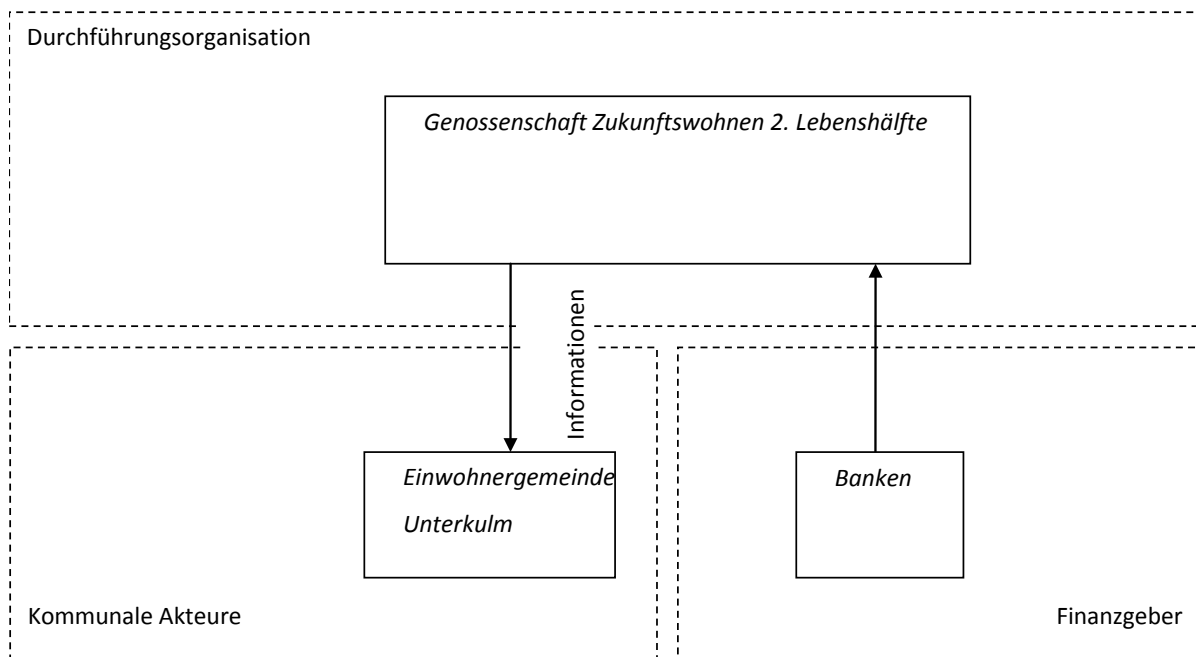 Durchführungsorganisation
Genossenschaft Zukunftswohnen 2. Lebenshälfte
Informationen
Einwohnergemeinde
Unterkulm
Banken
Kommunale Akteure
Finanzgeber